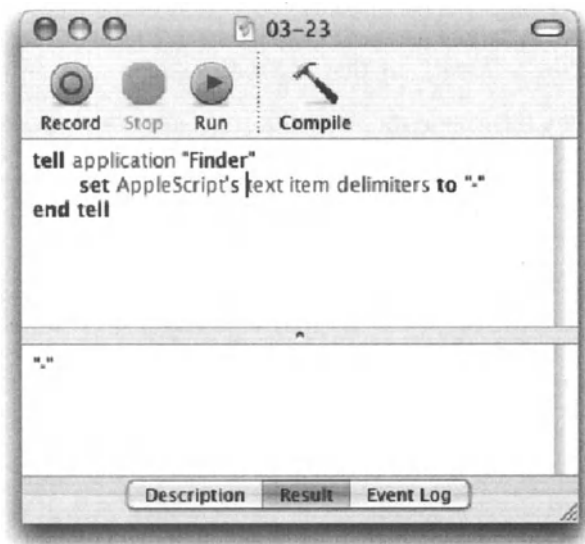 03-23
Record Stop Run Compile
tell application "Finder"
set AppleScript's text item delimiters to "-"
end tell
"-"
Description Result Event Log